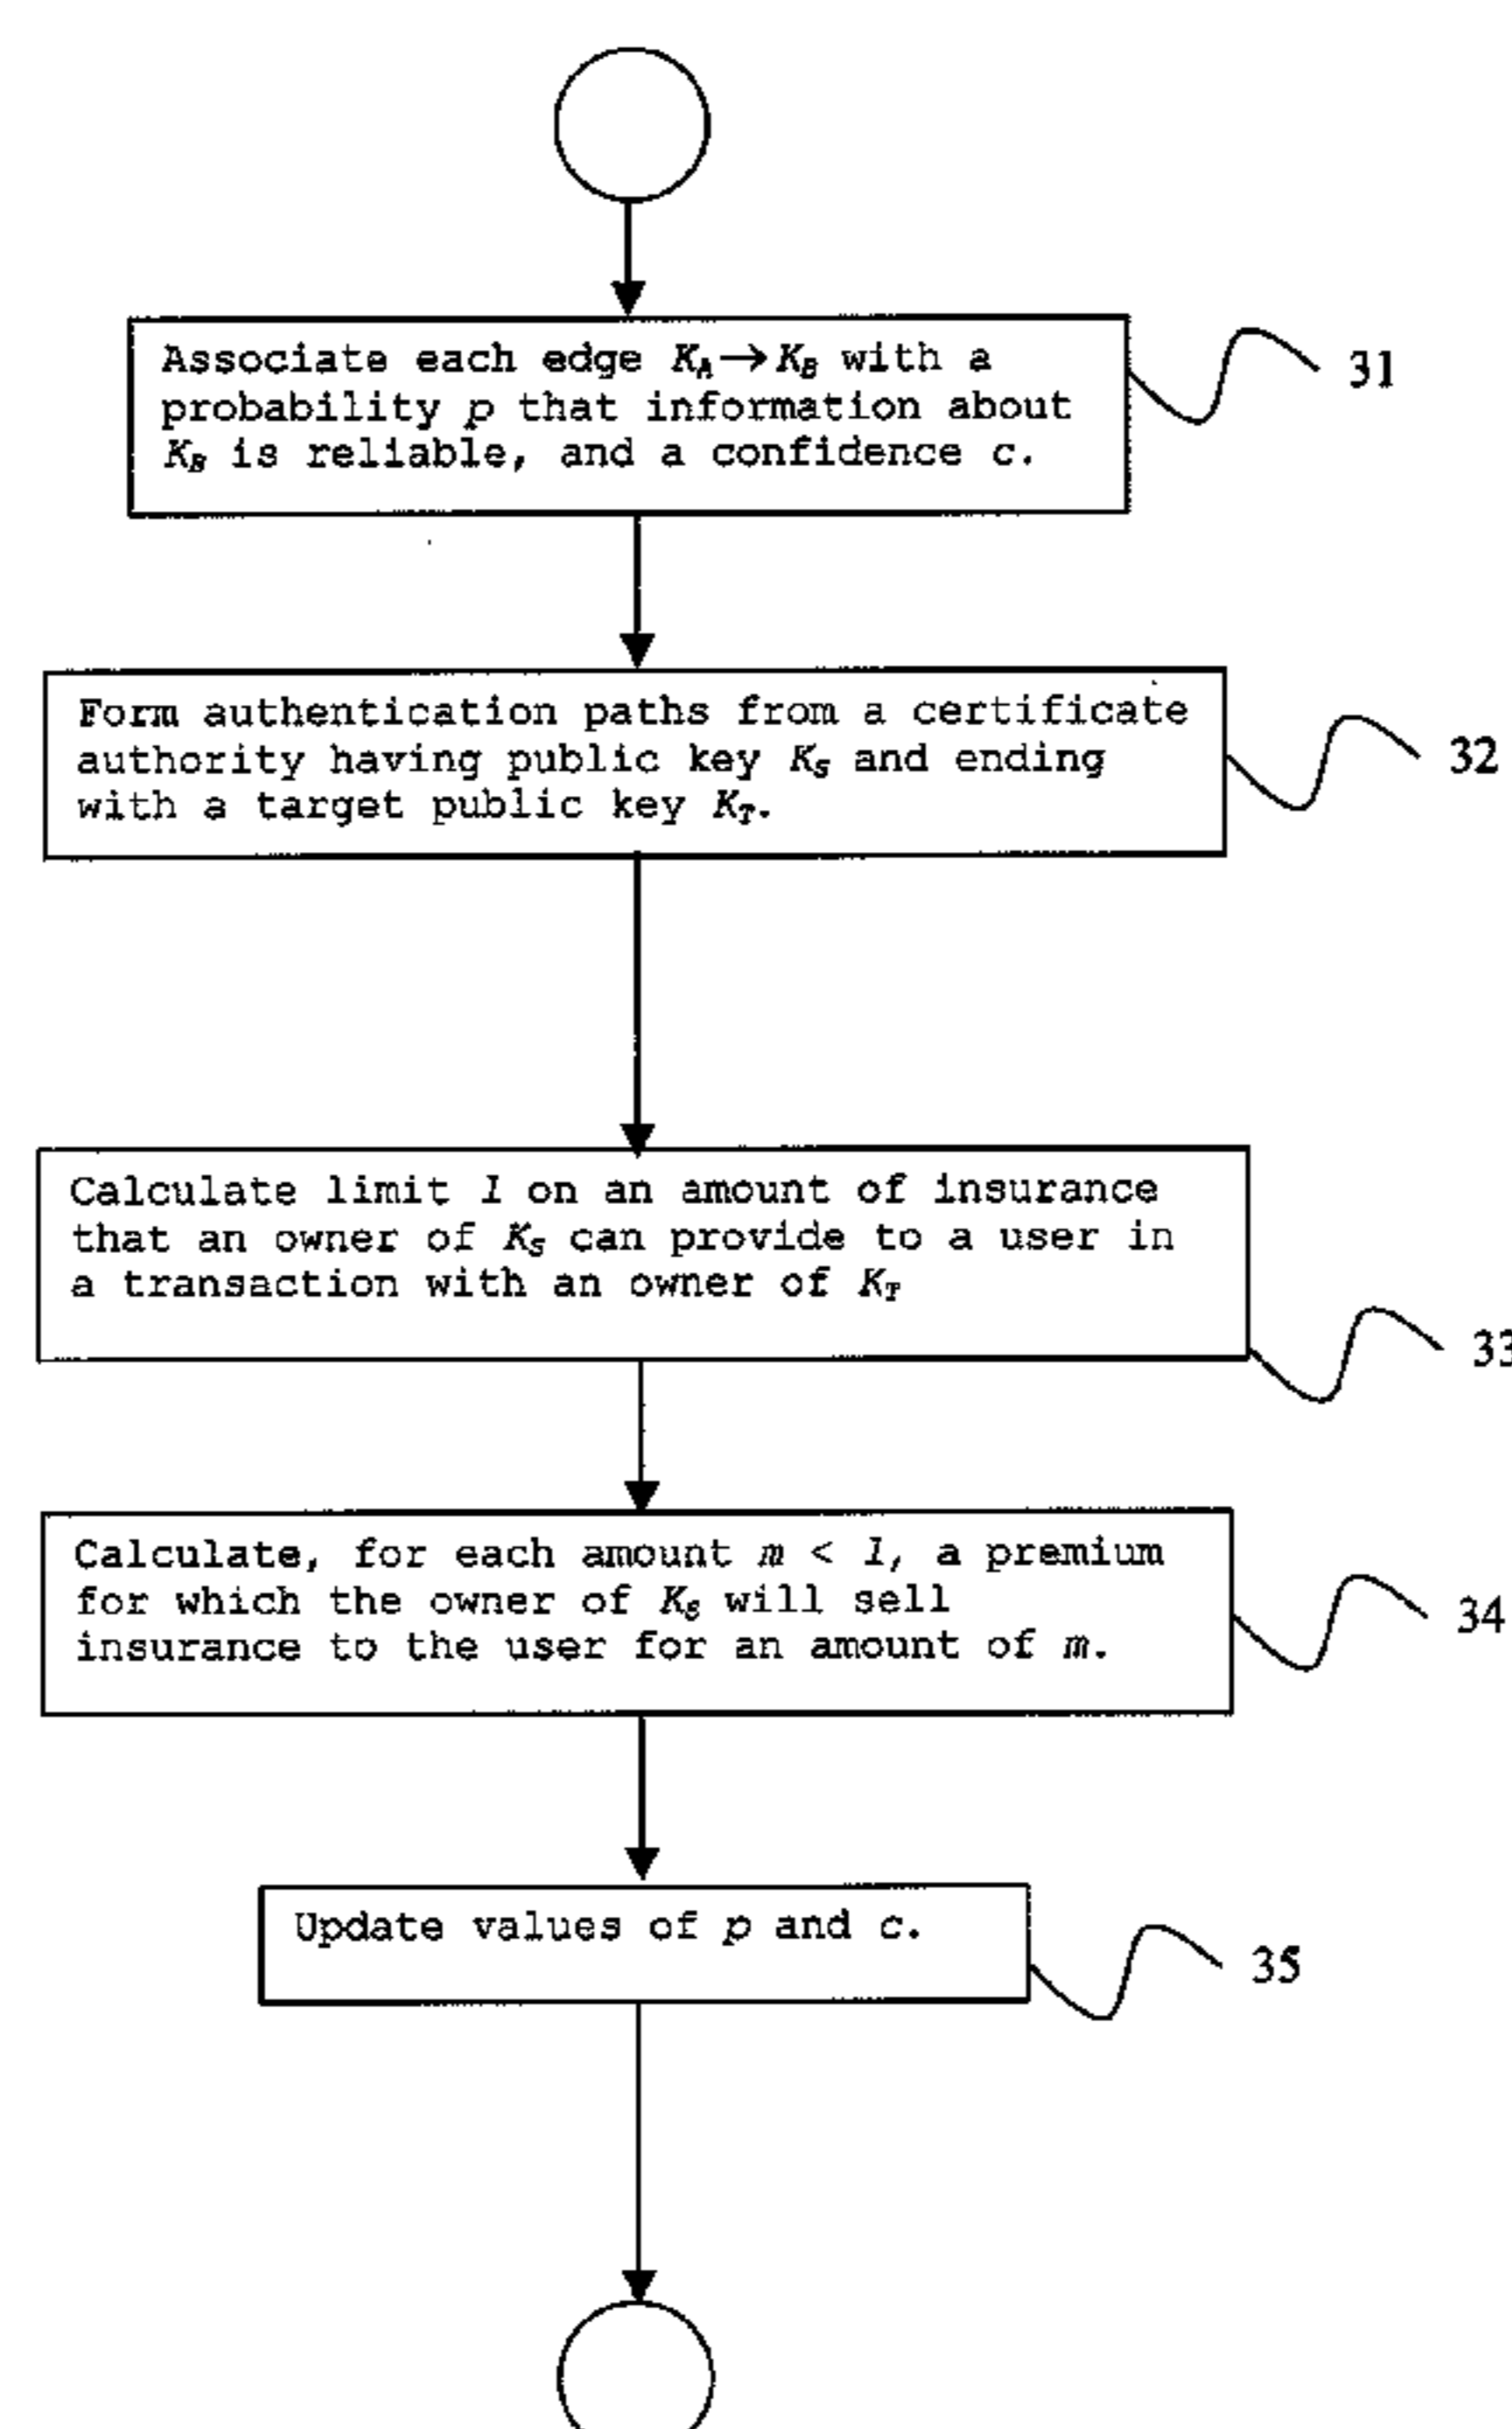 Associate each edge K_A→K_B with a
probability p that information about
K_B is reliable, and a confidence c.
31
Form authentication paths from a certificate
authority having public key K_S and ending
with a target public key K_T.
32
Calculate limit l on an amount of insurance
that an owner of K_S can provide to a user in
a transaction with an owner of K_T
33
Calculate, for each amount m < l, a premium
for which the owner of K_S will sell
insurance to the user for an amount of m.
34
Update values of p and c.
35